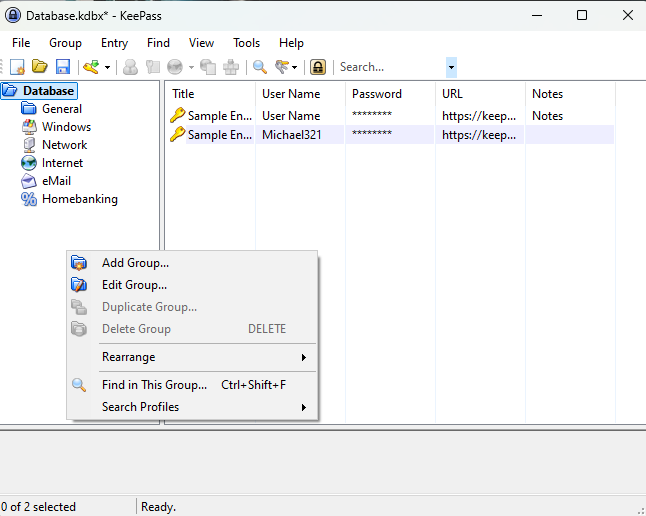 Database.kdbx* - KeePass
File Group Entry Find View Tools Help
Search...
Database
General
Windows
Network
Internet
eMail
Homebanking
Title User Name Password URL Notes
Sample En... User Name ******** https://keep... Notes
Sample En... Michael321 ******** https://keep...
Add Group...
Edit Group...
Duplicate Group...
Delete Group DELETE
Rearrange
Find in This Group... Ctrl+Shift+F
Search Profiles
0 of 2 selected Ready.